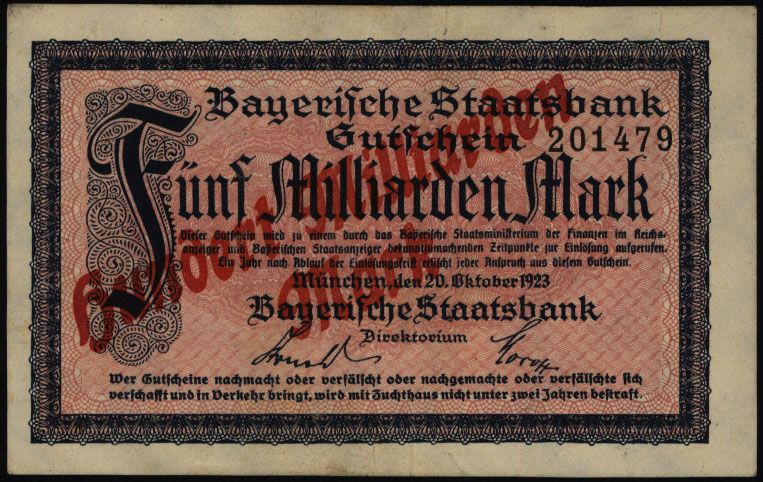 Bayerische Staatsbank
Gutschein 201479
Fünf Milliarden Mark
Dieser Gutschein wird zu einem durch das Bayerische Staatsministerium der Finanzen im Reichs-
anzeiger und Bayerischen Staatsanzeiger bekanntzumachenden Zeitpunkte zur Einlösung aufgerufen.
Ein Jahr nach Ablauf der Einlösungsfrist erlischt jeder Anspruch aus diesem Gutschein.
München, den 20. Oktober 1923
Bayerische Staatsbank
Direktorium
Wer Gutscheine nachmacht oder verfälscht oder nachgemachte oder verfälschte sich
verschafft und in Verkehr bringt, wird mit Zuchthaus nicht unter zwei Jahren bestraft.
Hundert Milliarden
Mark